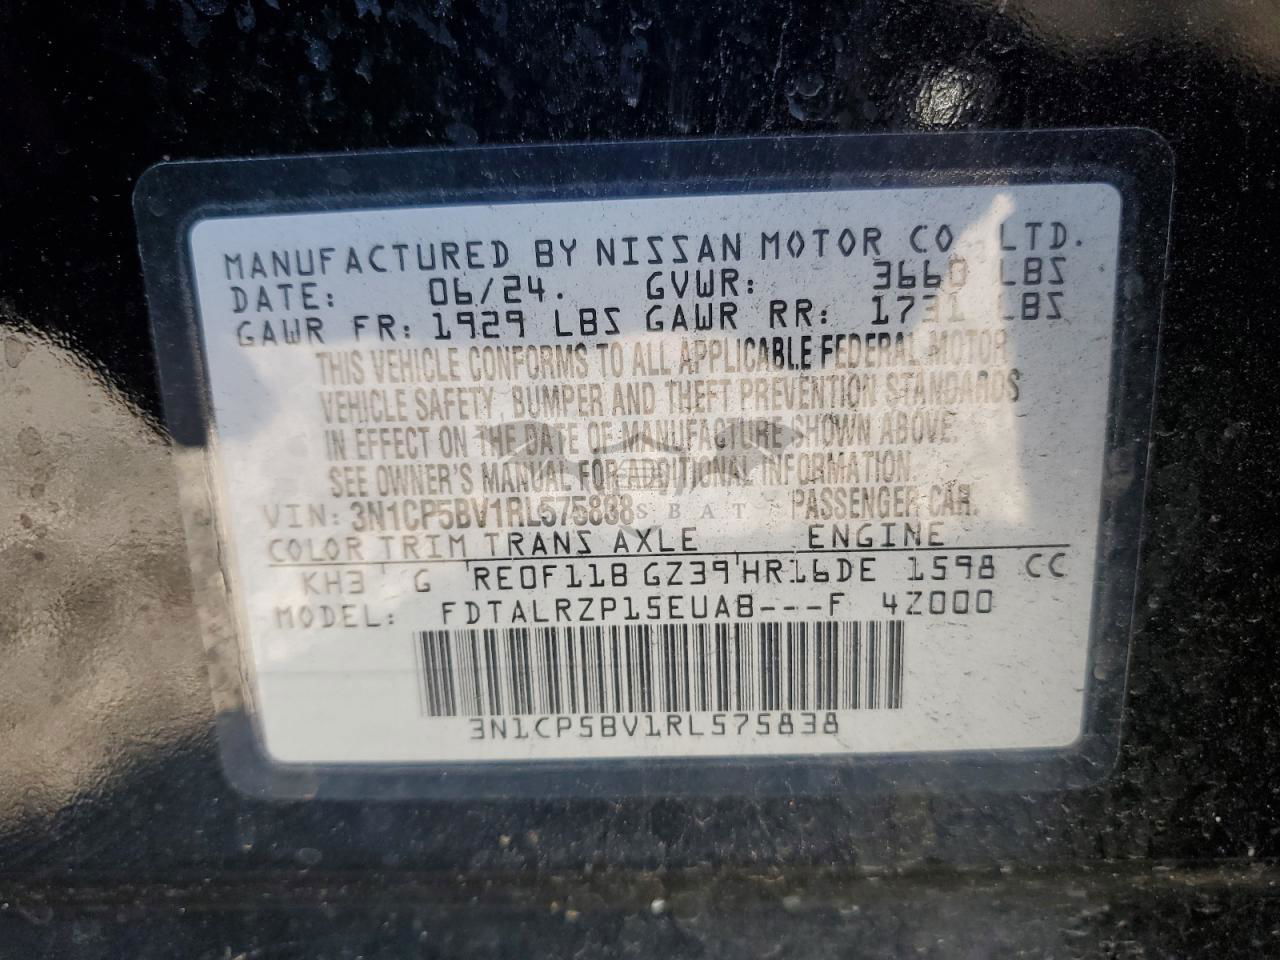 MANUFACTURED BY NISSAN MOTOR CO., LTD.
DATE: 06/24. GVWR: 3660 LBS
GAWR FR: 1929 LBS GAWR RR: 1731 LBS
THIS VEHICLE CONFORMS TO ALL APPLICABLE FEDERAL MOTOR
VEHICLE SAFETY, BUMPER AND THEFT PREVENTION STANDARDS
IN EFFECT ON THE DATE OF MANUFACTURE SHOWN ABOVE.
SEE OWNER'S MANUAL FOR ADDITIONAL INFORMATION.
VIN: 3N1CP5BV1RL575838 PASSENGER CAR.
COLOR TRIM TRANS AXLE ENGINE
KH3 G RE0F11B GZ39 HR16DE 1598 CC
MODEL: FDTALRZP15EUAB---F 4Z000
3N1CP5BV1RL575838